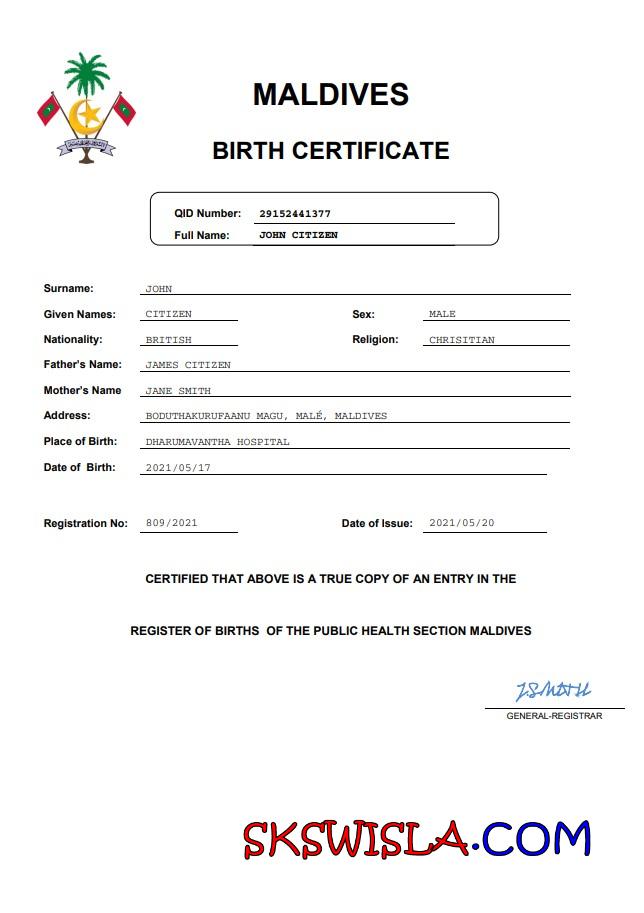 MALDIVES
BIRTH CERTIFICATE
QID Number: 29152441377
Full Name: JOHN CITIZEN
Surname: JOHN
Given Names: CITIZEN Sex: MALE
Nationality: BRITISH Religion: CHRISITIAN
Father's Name: JAMES CITIZEN
Mother's Name JANE SMITH
Address: BODUTHAKURUFAANU MAGU, MALÉ, MALDIVES
Place of Birth: DHARUMAVANTHA HOSPITAL
Date of Birth: 2021/05/17
Registration No: 809/2021 Date of Issue: 2021/05/20
CERTIFIED THAT ABOVE IS A TRUE COPY OF AN ENTRY IN THE
REGISTER OF BIRTHS OF THE PUBLIC HEALTH SECTION MALDIVES
J.SMITH
GENERAL-REGISTRAR
SKSWISLA.COM